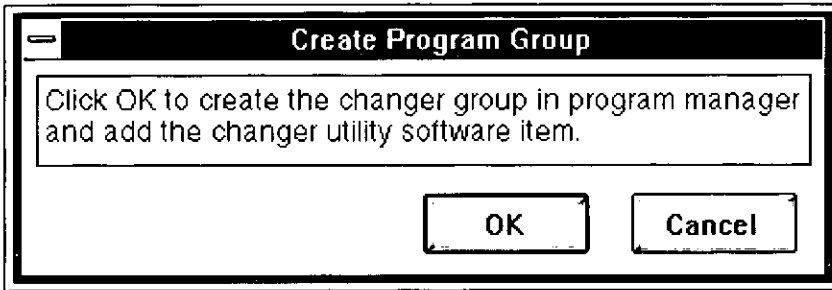 Create Program Group
Click OK to create the changer group in program manager
and add the changer utility software item.
OK Cancel